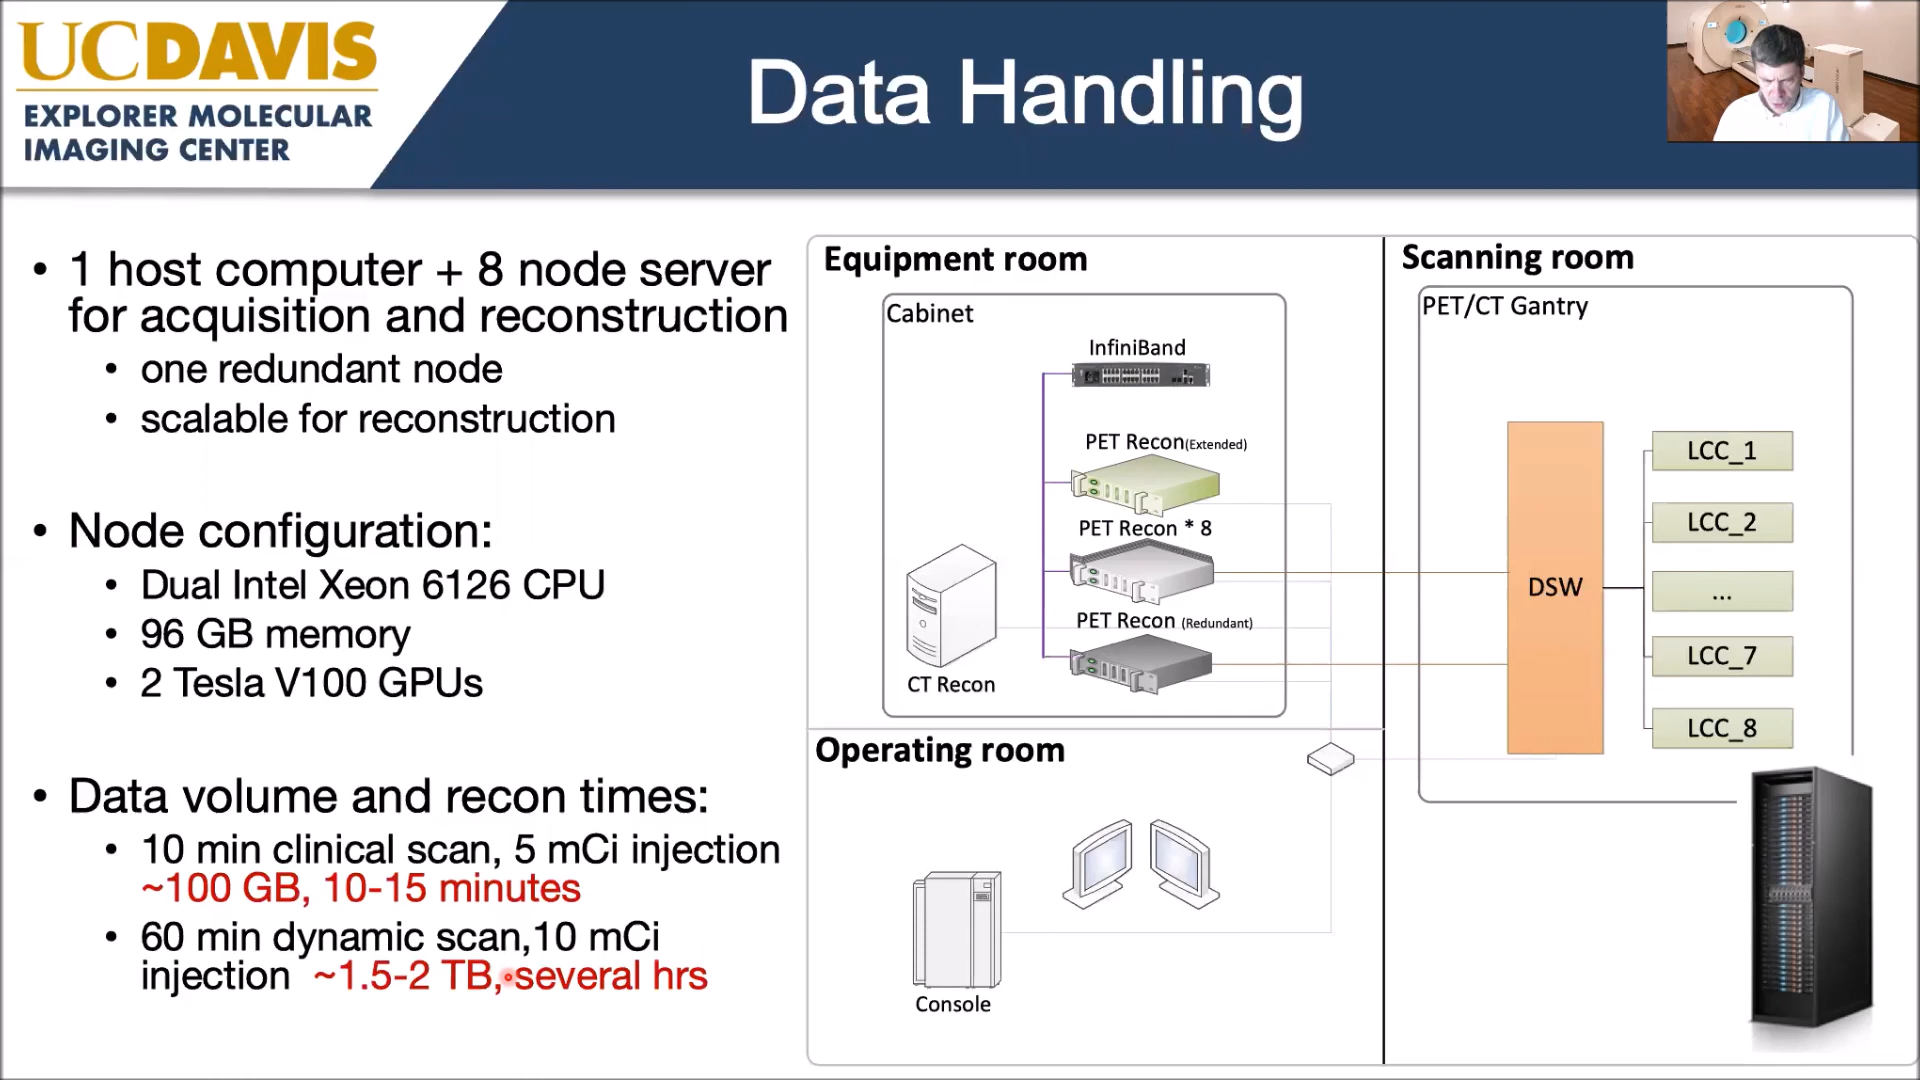 UCDAVIS
EXPLORER MOLECULAR
IMAGING CENTER
Data Handling
• 1 host computer + 8 node server
for acquisition and reconstruction
• one redundant node
• scalable for reconstruction
• Node configuration:
• Dual Intel Xeon 6126 CPU
• 96 GB memory
• 2 Tesla V100 GPUs
• Data volume and recon times:
• 10 min clinical scan, 5 mCi injection
~100 GB, 10-15 minutes
• 60 min dynamic scan,10 mCi
injection ~1.5-2 TB, several hrs
Equipment room
Cabinet
InfiniBand
PET Recon(Extended)
PET Recon * 8
PET Recon (Redundant)
CT Recon
Operating room
Console
Scanning room
PET/CT Gantry
DSW
LCC_1
LCC_2
...
LCC_7
LCC_8